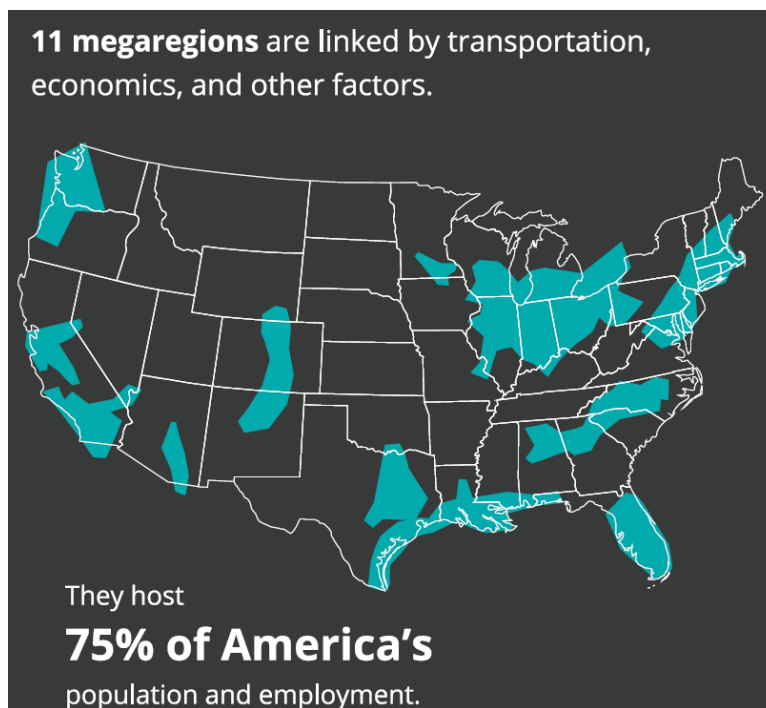 11 megaregions are linked by transportation,
economics, and other factors.
They host
75% of America’s
population and employment.